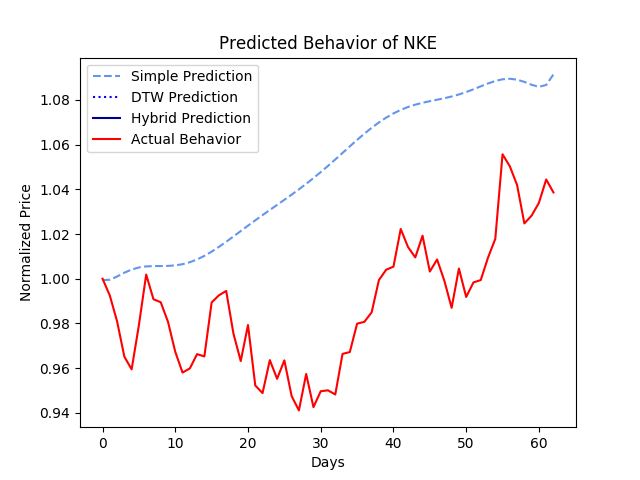 Predicted Behavior of NKE
Simple Prediction
DTW Prediction
Hybrid Prediction
Actual Behavior
1.08
1.06
1.04
1.02
1.00
0.98
0.96
0.94
Normalized Price
0 10 20 30 40 50 60
Days